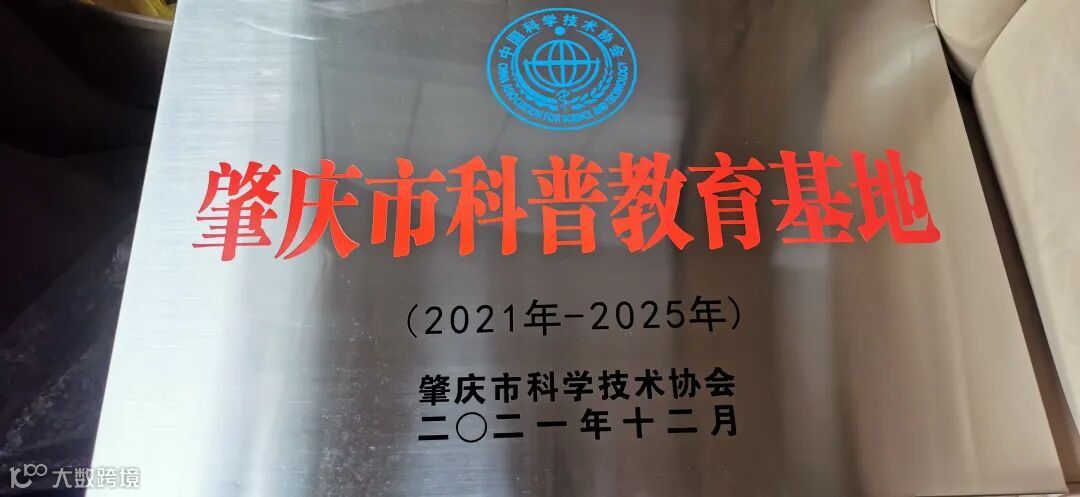 中国科学技术协会
CHINA ASSOCIATION FOR SCIENCE AND TECHNOLOGY
肇庆市科普教育基地
(2021年-2025年)
肇庆市科学技术协会
二〇二一年十二月
大数跨境